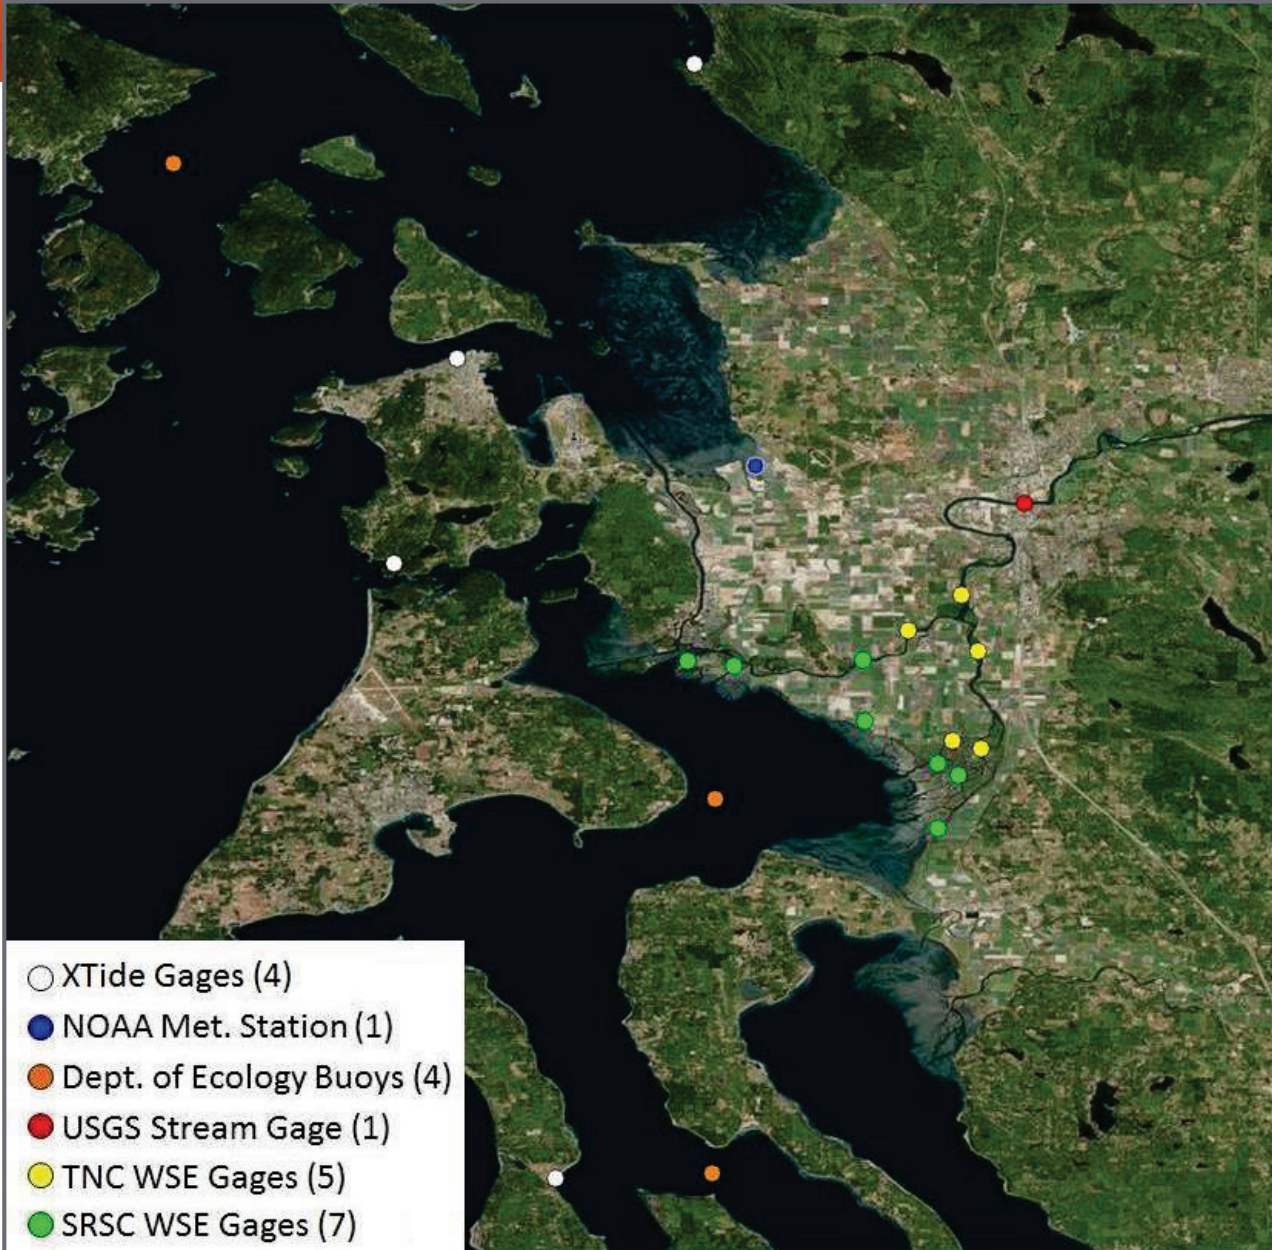 XTide Gages (4)
NOAA Met. Station (1)
Dept. of Ecology Buoys (4)
USGS Stream Gage (1)
TNC WSE Gages (5)
SRSC WSE Gages (7)